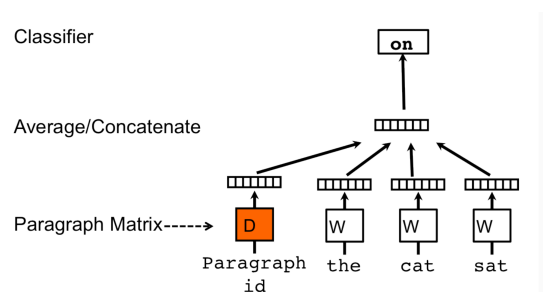 Classifier
on
Average/Concatenate
Paragraph Matrix
D
W
W
W
Paragraph
id
the
cat
sat